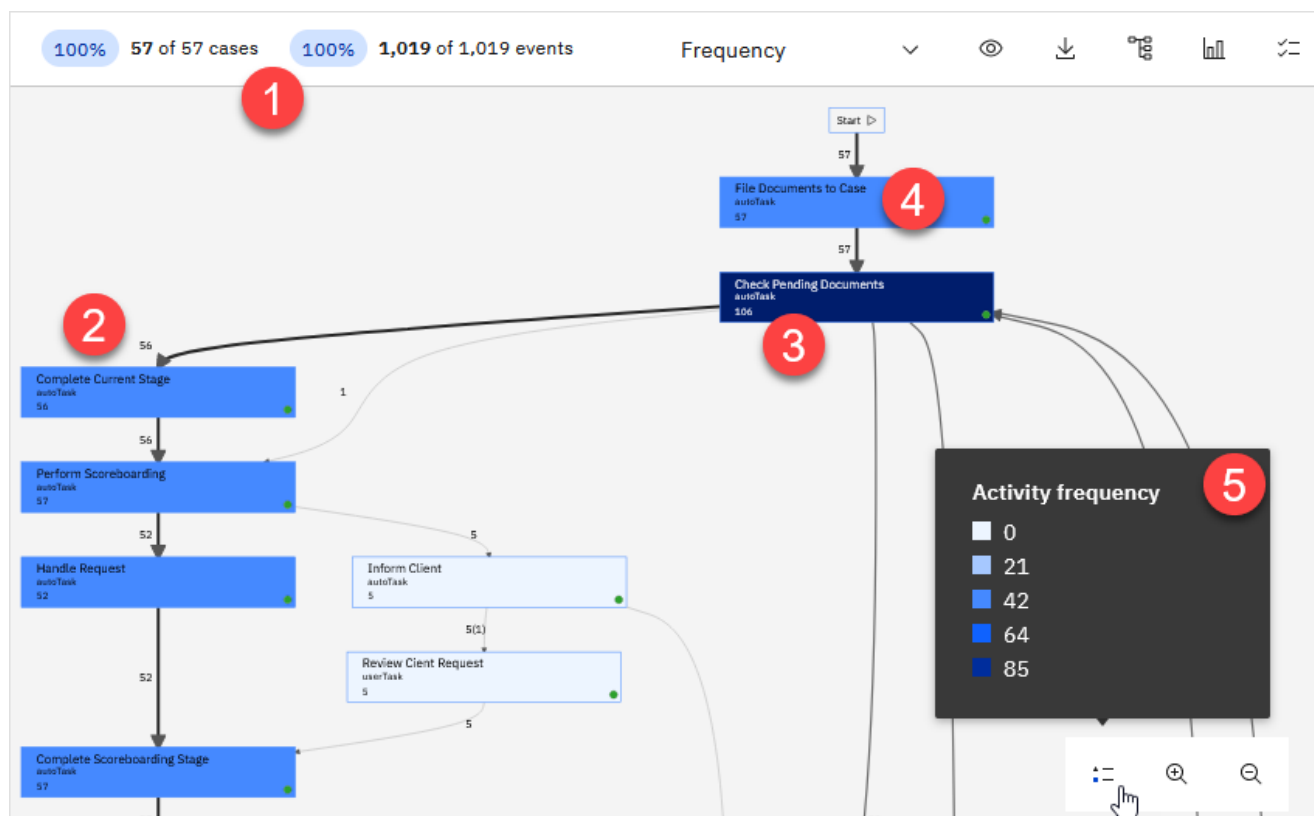 100% 57 of 57 cases 100% 1,019 of 1,019 events Frequency
1
Start
57
File Documents to Case
autoTask
57
4
57
Check Pending Documents
autoTask
106
3
2
56
Complete Current Stage
autoTask
56
1
56
Perform Scoreboarding
autoTask
57
52
5
Handle Request
autoTask
52
Inform Client
autoTask
5
5(1)
Review Cient Request
userTask
5
52
5
Complete Scoreboarding Stage
autoTask
57
Activity frequency
5
0
21
42
64
85